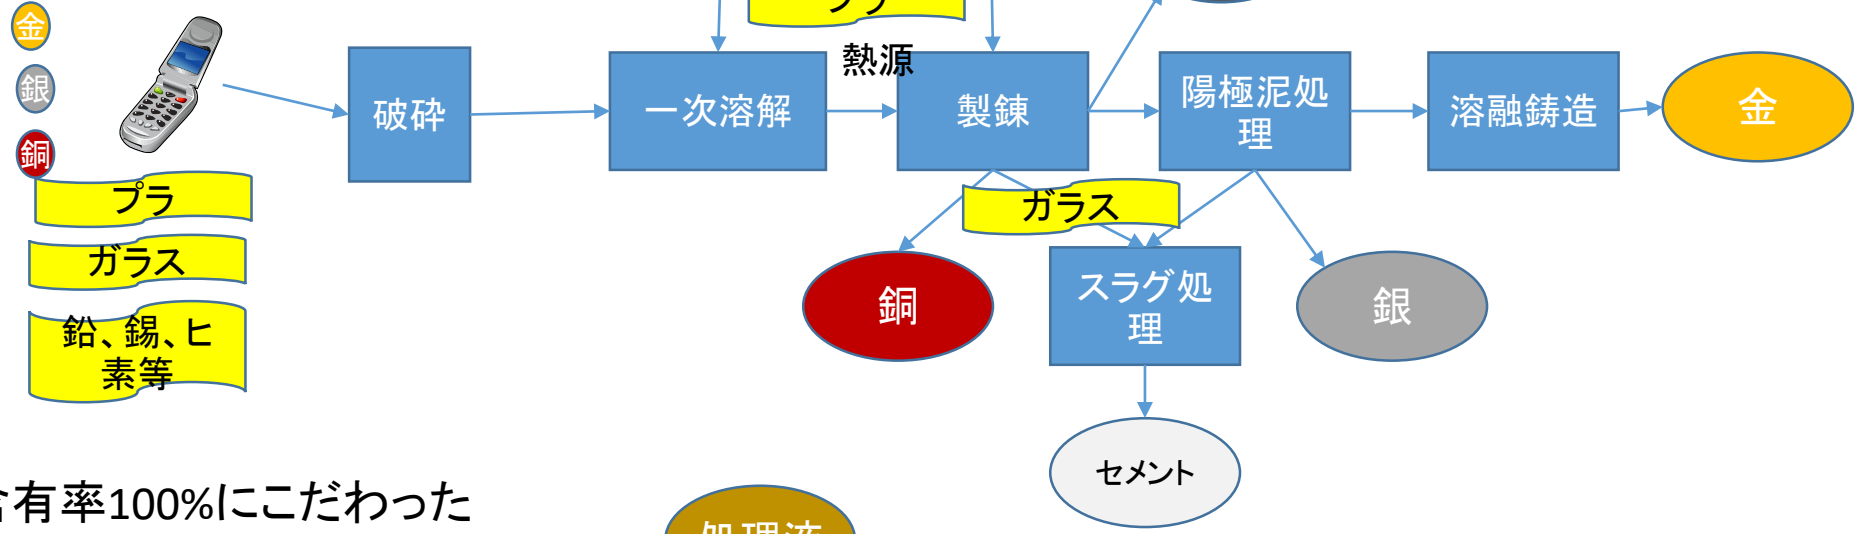 金
銀
銅
プラ
ガラス
鉛、錫、ヒ
素等
破砕
一次溶解
熱源
製錬
陽極泥処
理
溶融鋳造
金
ガラス
銅
スラグ処
理
銀
セメント
含有率100%にこだわった